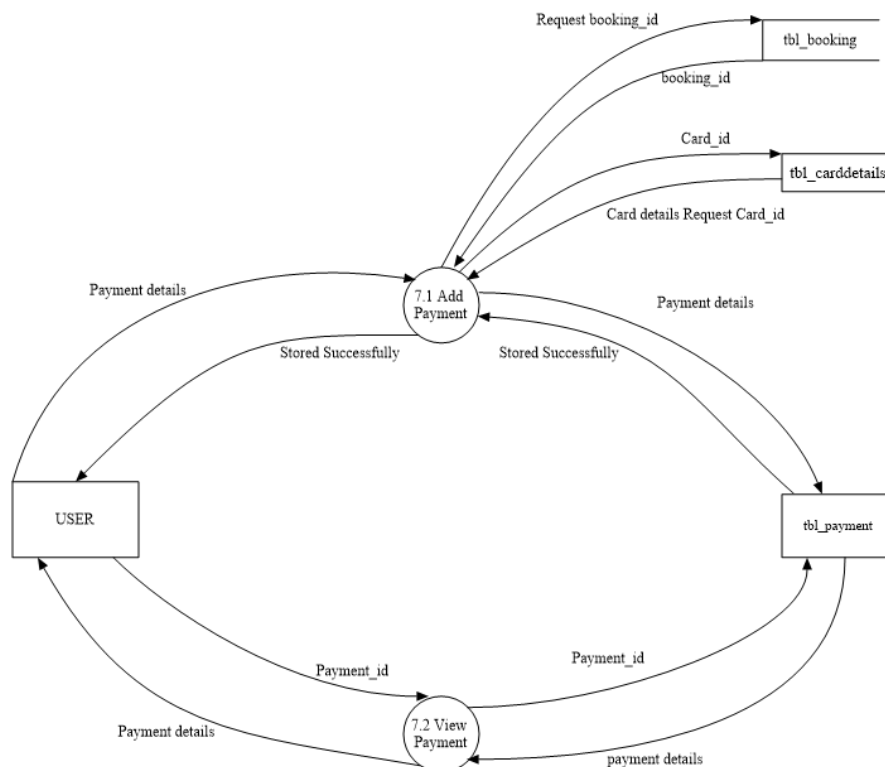 Request booking_id
tbl_booking
booking_id
Card_id
tbl_carddetails
Card details Request Card_id
Payment details
7.1 Add
Payment
Payment details
Stored Successfully
Stored Successfully
USER
tbl_payment
Payment_id
Payment_id
7.2 View
Payment
Payment details
payment details